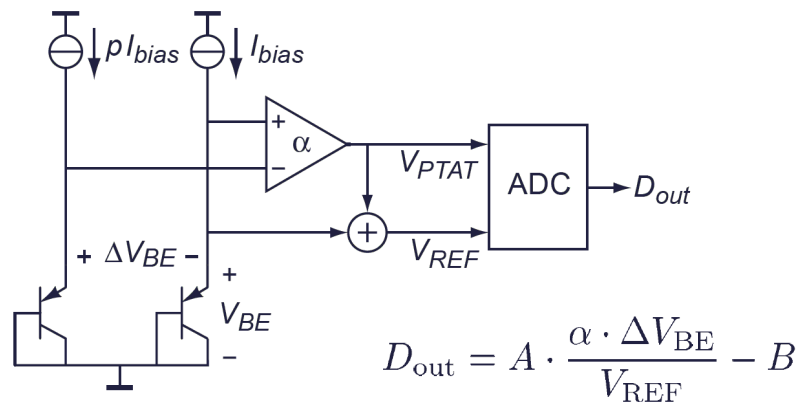 pI_bias I_bias
+
α
−
V_PTAT
ADC
D_out
+ ΔV_BE −
+
V_REF
+
V_BE
−
D_out = A · α · ΔV_BE / V_REF − B